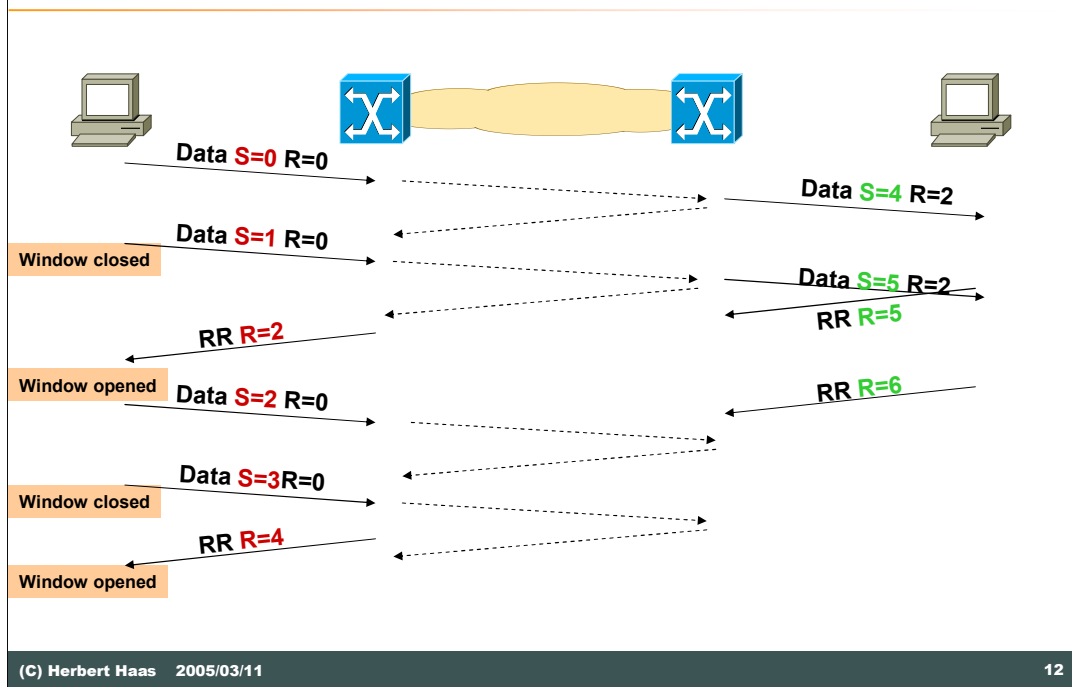 Data S=0 R=0
Data S=4 R=2
Data S=1 R=0
Window closed
Data S=5 R=2
RR R=5
RR R=2
Window opened
Data S=2 R=0
RR R=6
Data S=3R=0
Window closed
RR R=4
Window opened
(C) Herbert Haas 2005/03/11
12